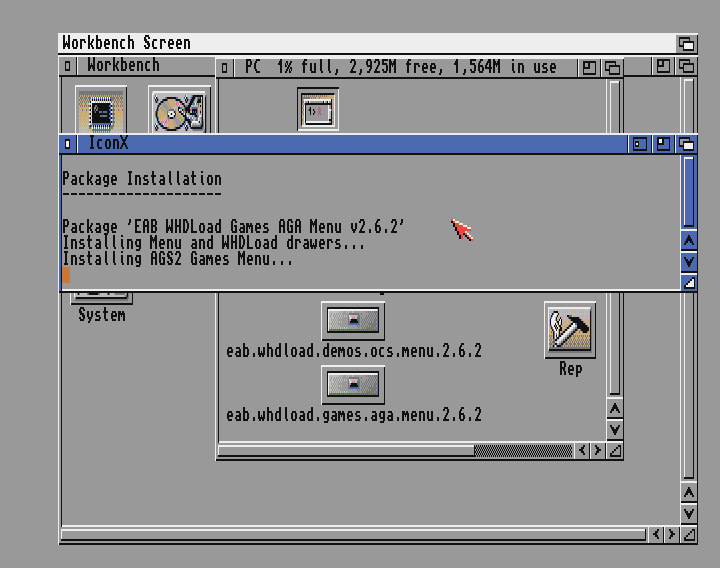 Workbench Screen
Workbench
PC 1% full, 2,925M free, 1,564M in use
1>
IconX
Package Installation
--------------------
Package 'EAB WHDLoad Games AGA Menu v2.6.2'
Installing Menu and WHDLoad drawers...
Installing AGS2 Games Menu...
System
eab.whdload.demos.ocs.menu.2.6.2
Rep
eab.whdload.games.aga.menu.2.6.2